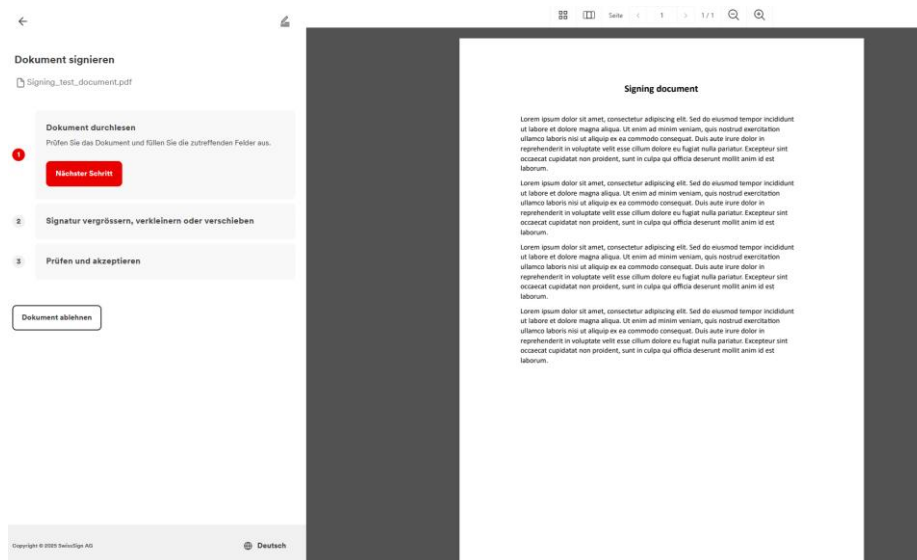 Dokument signieren
Signing_test_document.pdf
1
Dokument durchlesen
Prüfen Sie das Dokument und füllen Sie die zutreffenden Felder aus.
Nächster Schritt
2
Signatur vergrössern, verkleinern oder verschieben
3
Prüfen und akzeptieren
Dokument ablehnen
Copyright © 2025 SwissSign AG
Deutsch
Seite 1 1 / 1
Signing document
Lorem ipsum dolor sit amet, consectetur adipiscing elit. Sed do eiusmod tempor incididunt
ut labore et dolore magna aliqua. Ut enim ad minim veniam, quis nostrud exercitation
ullamco laboris nisi ut aliquip ex ea commodo consequat. Duis aute irure dolor in
reprehenderit in voluptate velit esse cillum dolore eu fugiat nulla pariatur. Excepteur sint
occaecat cupidatat non proident, sunt in culpa qui officia deserunt mollit anim id est
laborum.
Lorem ipsum dolor sit amet, consectetur adipiscing elit. Sed do eiusmod tempor incididunt
ut labore et dolore magna aliqua. Ut enim ad minim veniam, quis nostrud exercitation
ullamco laboris nisi ut aliquip ex ea commodo consequat. Duis aute irure dolor in
reprehenderit in voluptate velit esse cillum dolore eu fugiat nulla pariatur. Excepteur sint
occaecat cupidatat non proident, sunt in culpa qui officia deserunt mollit anim id est
laborum.
Lorem ipsum dolor sit amet, consectetur adipiscing elit. Sed do eiusmod tempor incididunt
ut labore et dolore magna aliqua. Ut enim ad minim veniam, quis nostrud exercitation
ullamco laboris nisi ut aliquip ex ea commodo consequat. Duis aute irure dolor in
reprehenderit in voluptate velit esse cillum dolore eu fugiat nulla pariatur. Excepteur sint
occaecat cupidatat non proident, sunt in culpa qui officia deserunt mollit anim id est
laborum.
Lorem ipsum dolor sit amet, consectetur adipiscing elit. Sed do eiusmod tempor incididunt
ut labore et dolore magna aliqua. Ut enim ad minim veniam, quis nostrud exercitation
ullamco laboris nisi ut aliquip ex ea commodo consequat. Duis aute irure dolor in
reprehenderit in voluptate velit esse cillum dolore eu fugiat nulla pariatur. Excepteur sint
occaecat cupidatat non proident, sunt in culpa qui officia deserunt mollit anim id est
laborum.